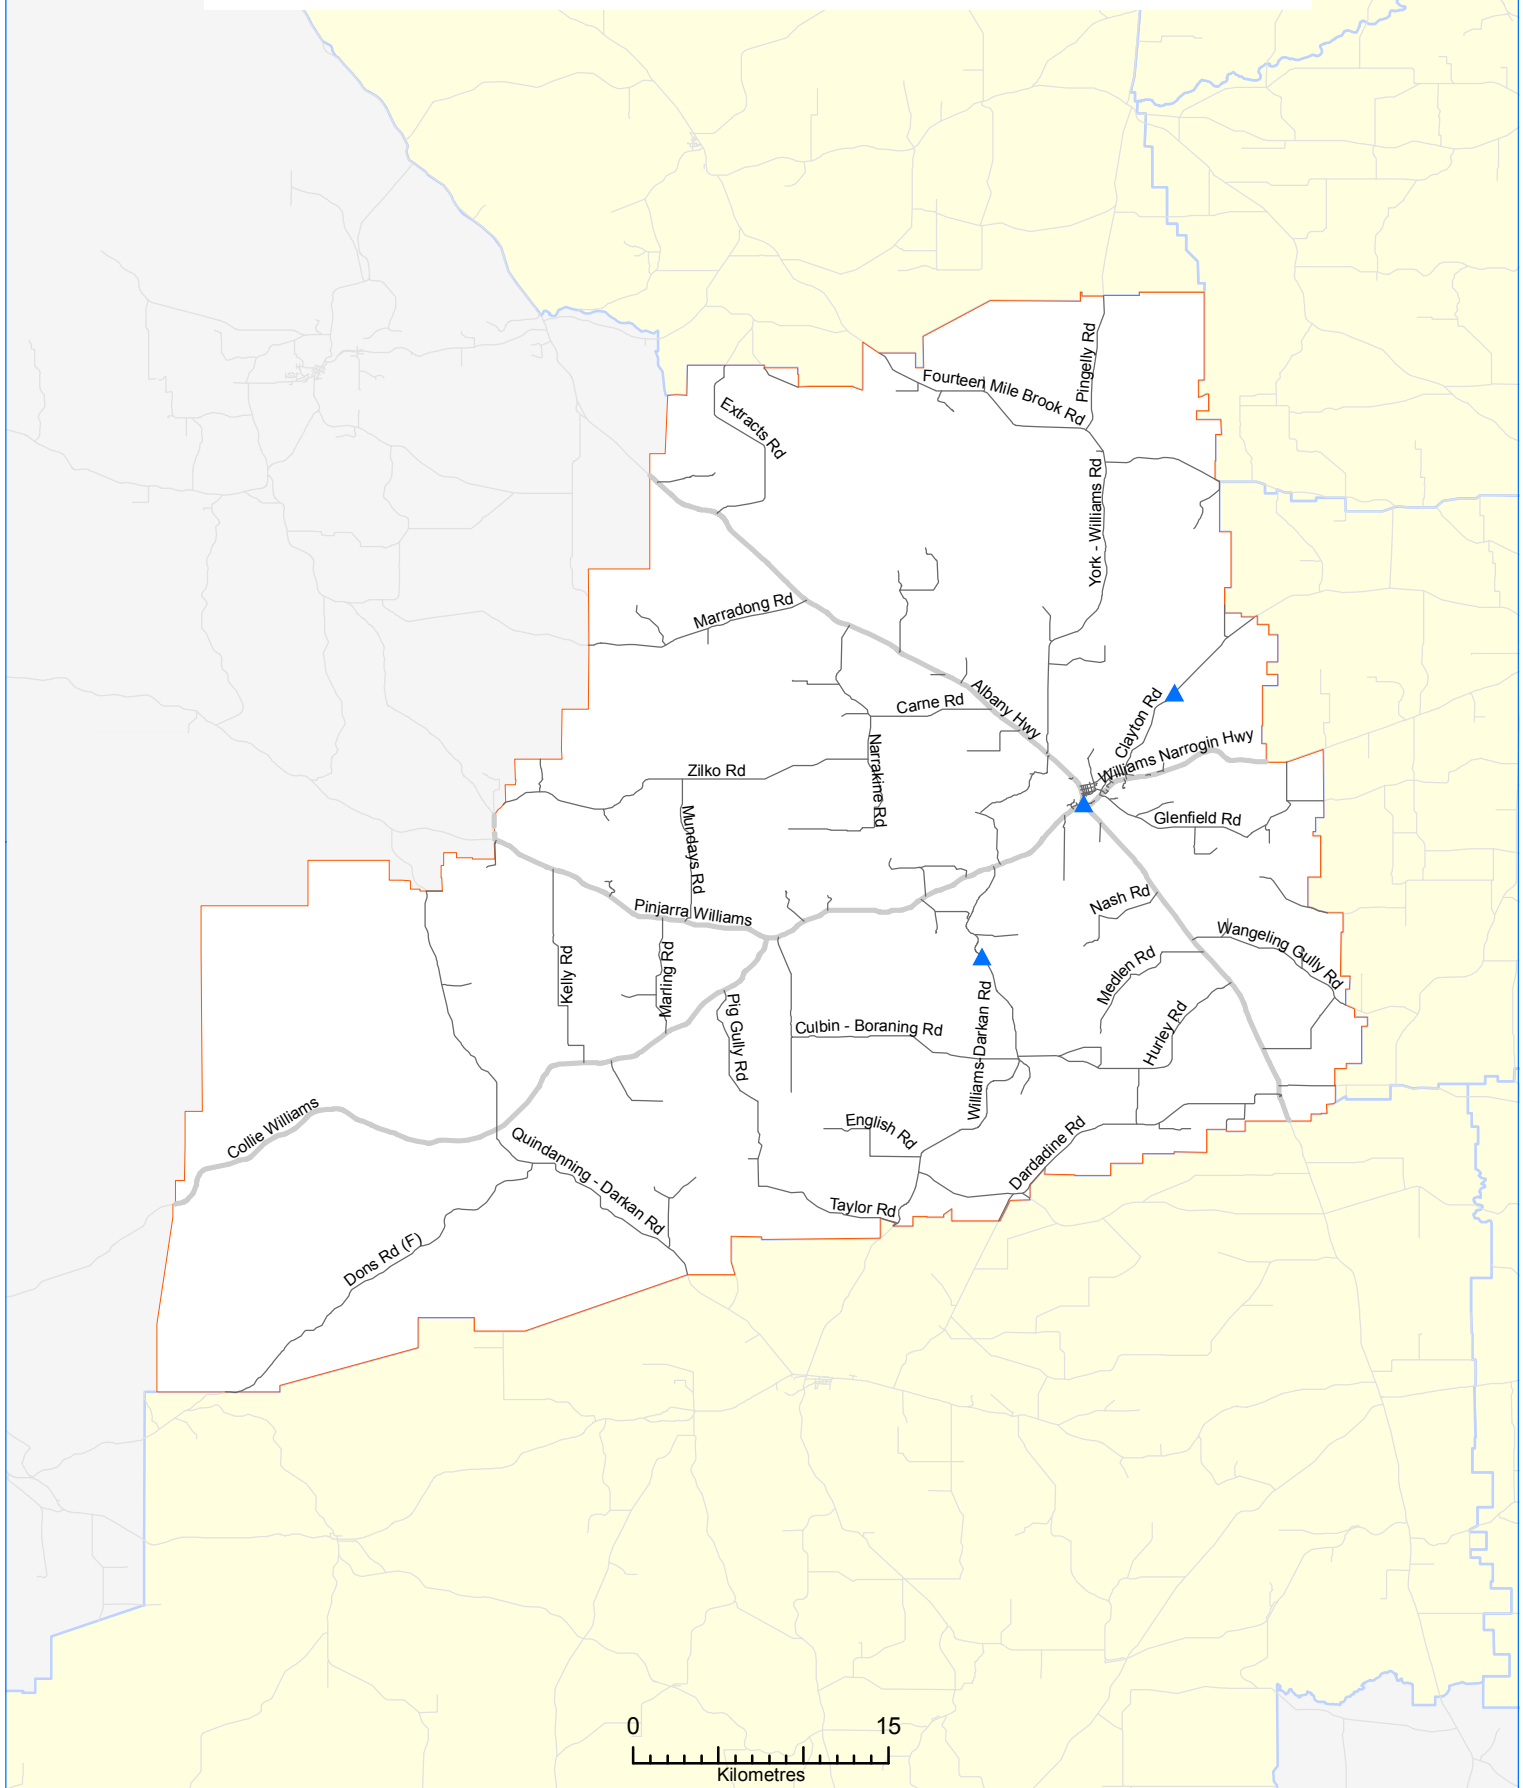 Pingelly Rd
Fourteen Mile Brook Rd
Extracts Rd
York - Williams Rd
Marradong Rd
Albany Hwy
Carne Rd
Clayton Rd
Williams Narrogin Hwy
Narrakine Rd
Zilko Rd
Mundays Rd
Glenfield Rd
Nash Rd
Pinjarra Williams
Wangeling Gully Rd
Medlen Rd
Kelly Rd
Marling Rd
Pig Gully Rd
Culbin - Boraning Rd
Williams-Darkan Rd
Hurley Rd
Collie Williams
English Rd
Quindanning - Darkan Rd
Dardadine Rd
Taylor Rd
Dons Rd (F)
0 15
Kilometres